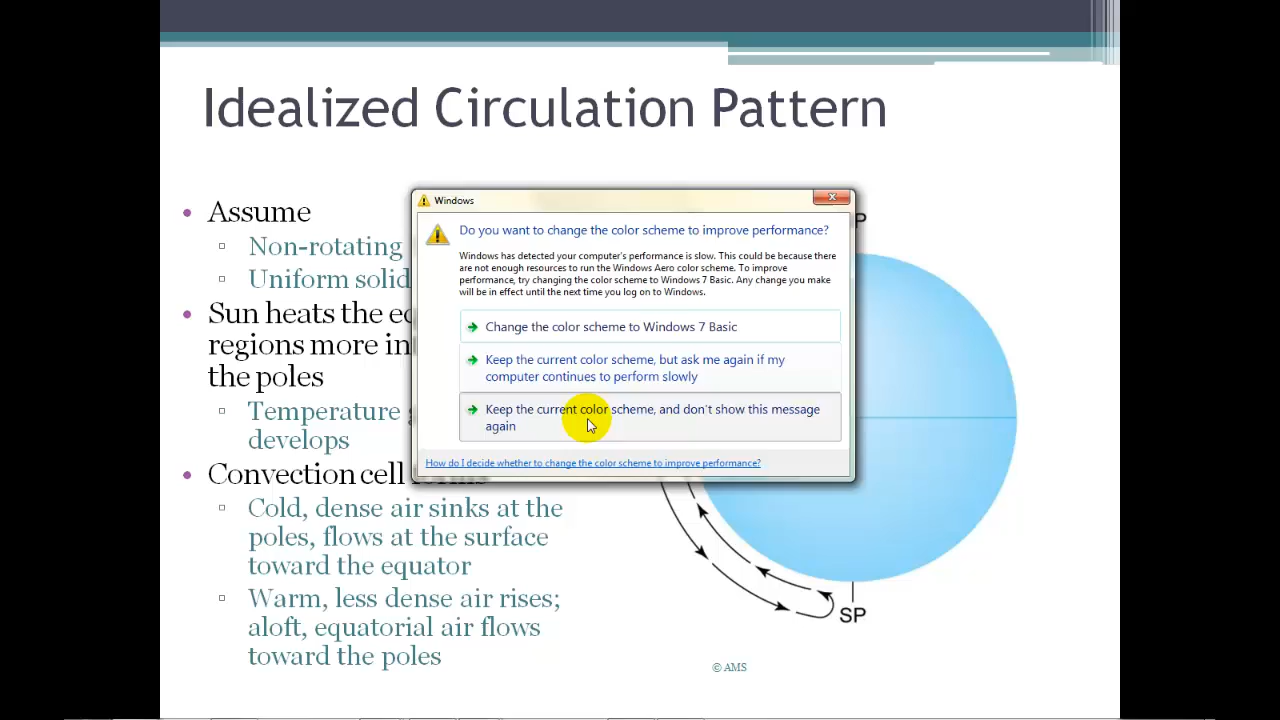 Idealized Circulation Pattern
• Assume
▫ Non-rotating
▫ Uniform solid
• Sun heats the
regions more in
the poles
▫ Temperature
develops
• Convection cell
▫ Cold, dense air sinks at the
poles, flows at the surface
toward the equator
▫ Warm, less dense air rises;
aloft, equatorial air flows
toward the poles
Windows
Do you want to change the color scheme to improve performance?
Windows has detected your computer's performance is slow. This could be because there
are not enough resources to run the Windows Aero color scheme. To improve
performance, try changing the color scheme to Windows 7 Basic. Any change you make
will be in effect until the next time you log on to Windows.
Change the color scheme to Windows 7 Basic
Keep the current color scheme, but ask me again if my
computer continues to perform slowly
Keep the current color scheme, and don't show this message
again
How do I decide whether to change the color scheme to improve performance?
P
SP
© AMS